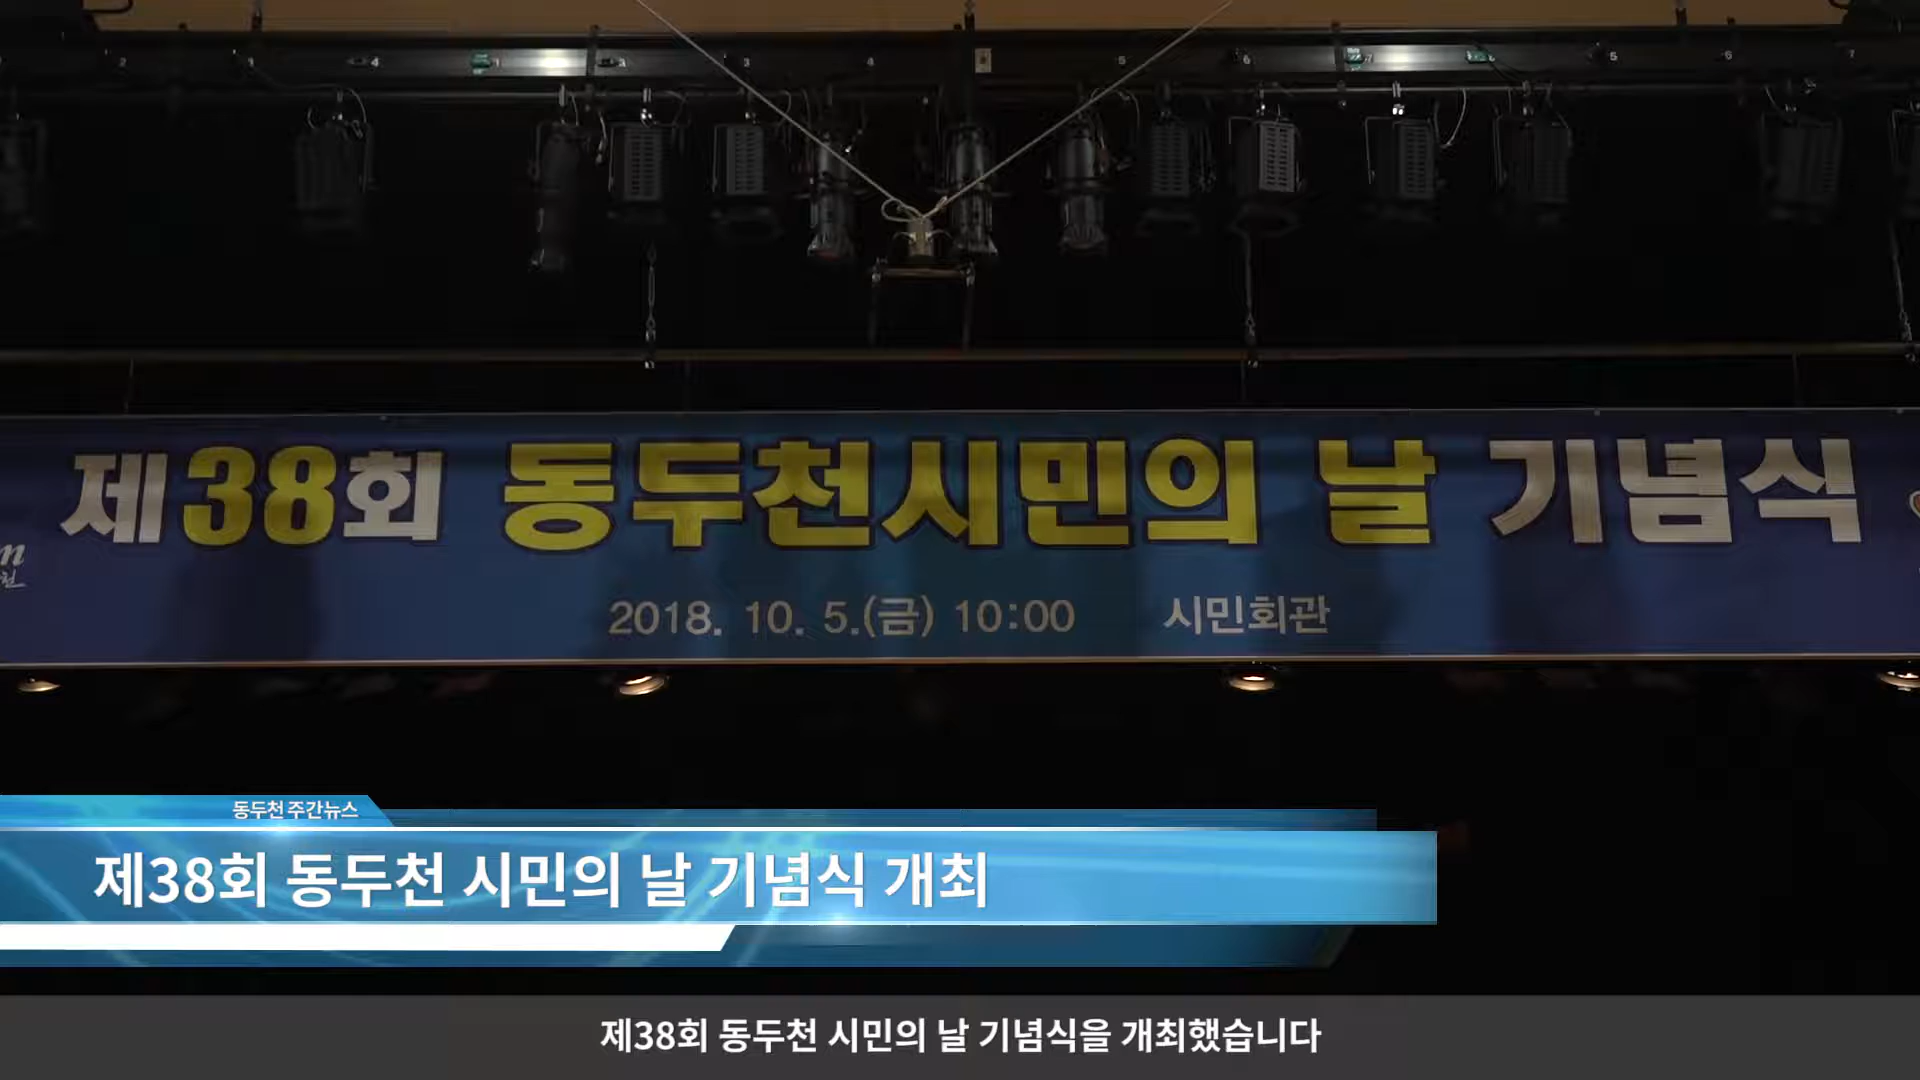 제38회 동두천시민의 날 기념식
2018. 10. 5.(금) 10:00 시민회관
동두천 주간뉴스
제38회 동두천 시민의 날 기념식 개최
제38회 동두천 시민의 날 기념식을 개최했습니다